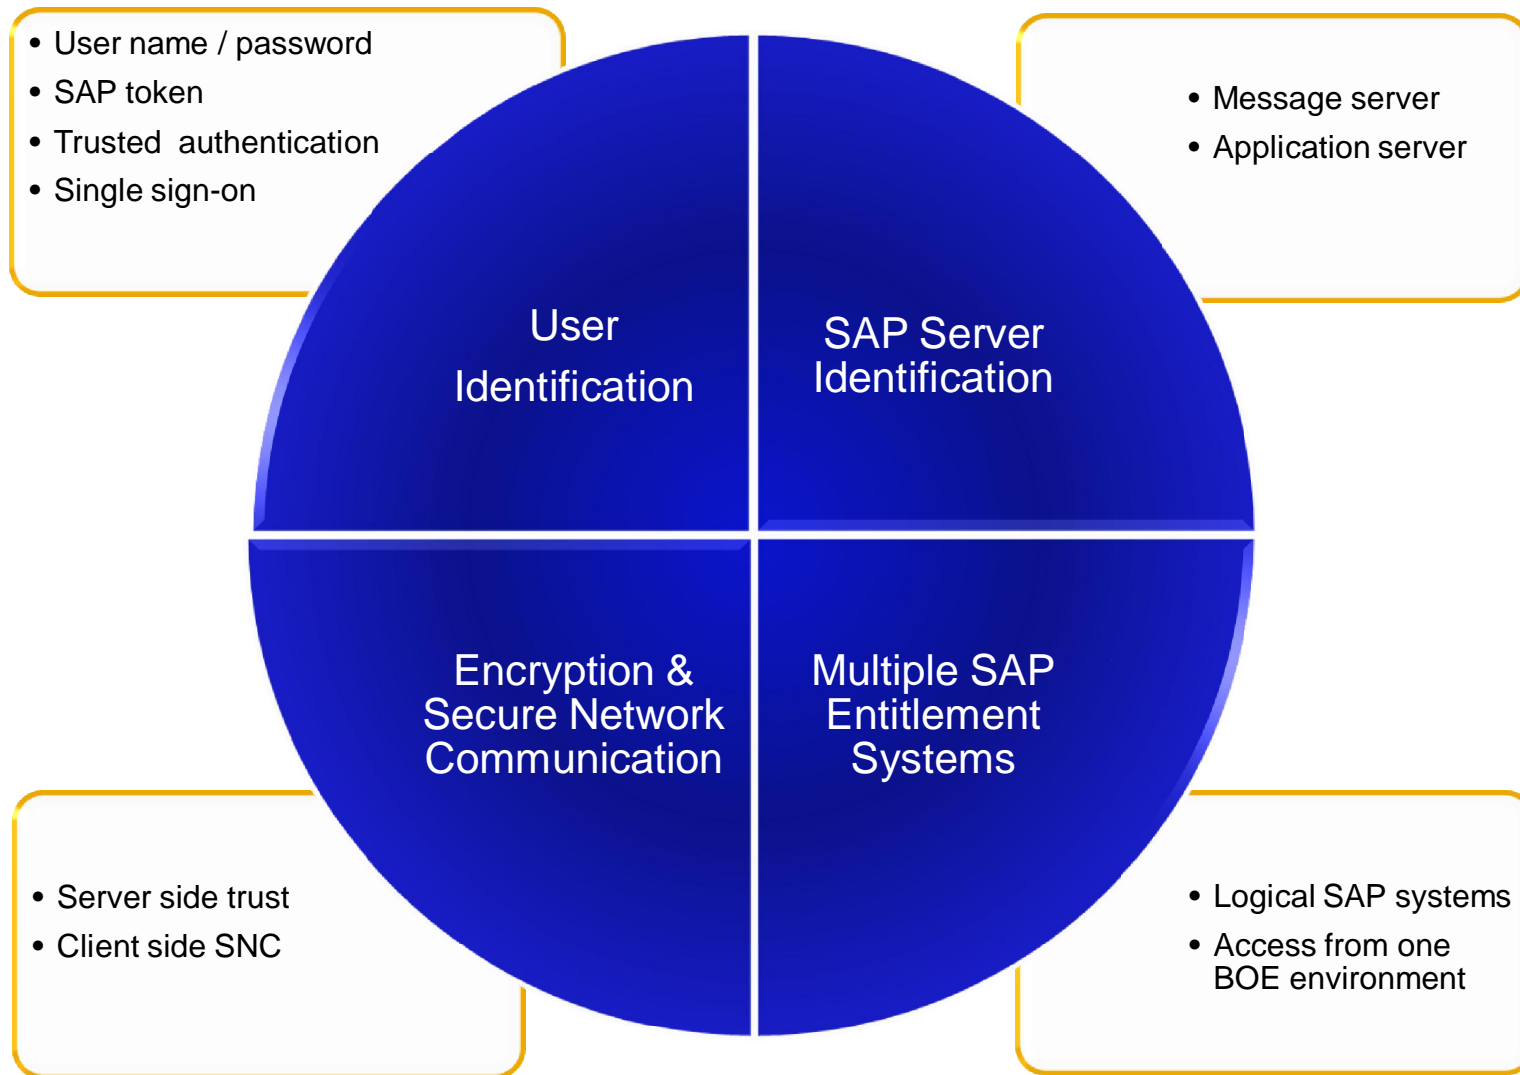 • User name / password
• SAP token
• Trusted authentication
• Single sign-on
• Message server
• Application server
User
Identification
SAP Server
Identification
Encryption &
Secure Network
Communication
Multiple SAP
Entitlement
Systems
• Server side trust
• Client side SNC
• Logical SAP systems
• Access from one
BOE environment